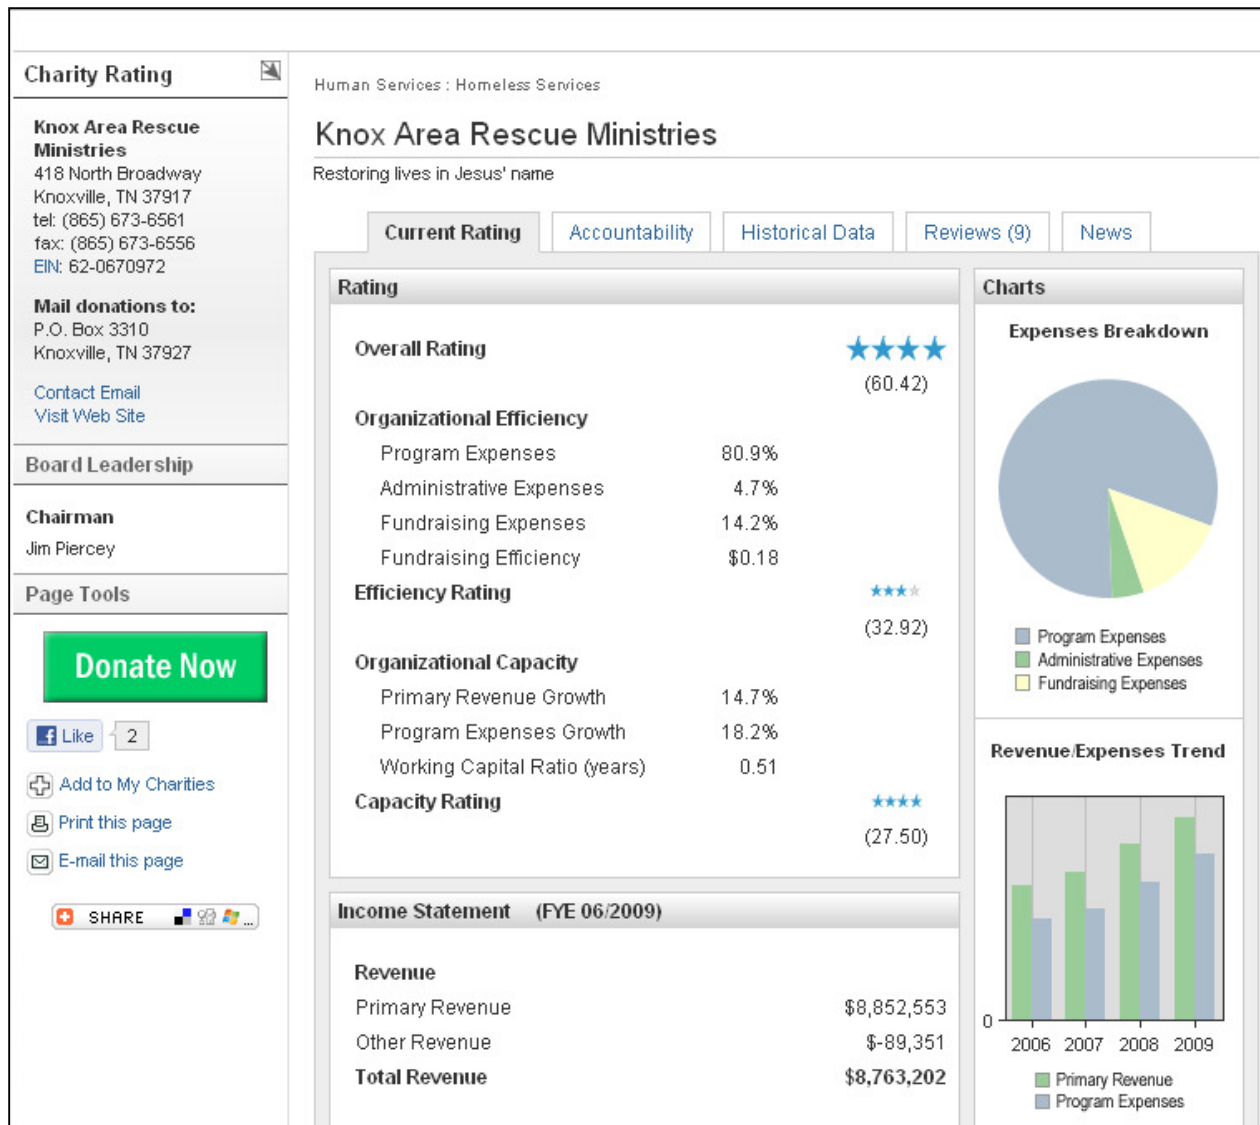 Charity Rating
Knox Area Rescue
Ministries
418 North Broadway
Knoxville, TN 37917
tel: (865) 673-6561
fax: (865) 673-6556
EIN: 62-0670972
Mail donations to:
P.O. Box 3310
Knoxville, TN 37927
Contact Email
Visit Web Site
Board Leadership
Chairman
Jim Piercey
Page Tools
Donate Now
Like 2
Add to My Charities
Print this page
E-mail this page
SHARE ...
Human Services : Homeless Services
Knox Area Rescue Ministries
Restoring lives in Jesus' name
Current Rating Accountability Historical Data Reviews (9) News
Rating
Overall Rating
(60.42)
Organizational Efficiency
Program Expenses 80.9%
Administrative Expenses 4.7%
Fundraising Expenses 14.2%
Fundraising Efficiency $0.18
Efficiency Rating
(32.92)
Organizational Capacity
Primary Revenue Growth 14.7%
Program Expenses Growth 18.2%
Working Capital Ratio (years) 0.51
Capacity Rating
(27.50)
Income Statement (FYE 06/2009)
Revenue
Primary Revenue $8,852,553
Other Revenue $-89,351
Total Revenue $8,763,202
Charts
Expenses Breakdown
Program Expenses
Administrative Expenses
Fundraising Expenses
Revenue/Expenses Trend
0
2006 2007 2008 2009
Primary Revenue
Program Expenses